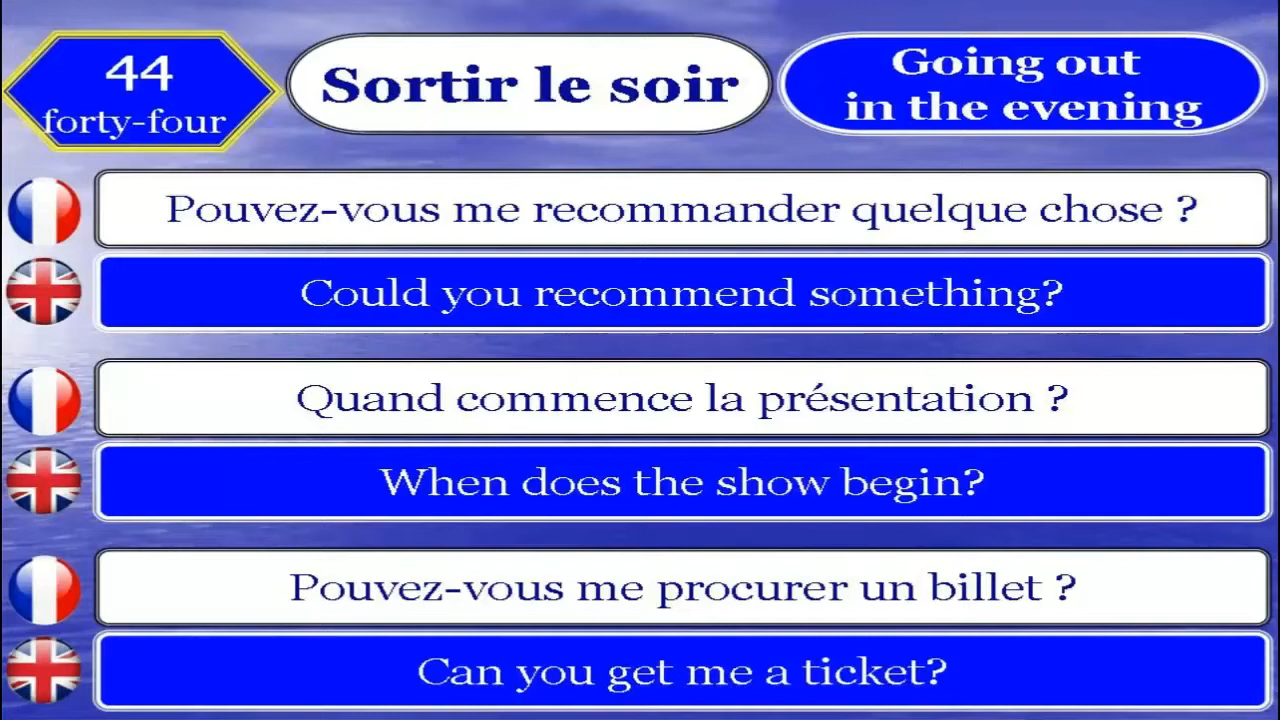 44
forty-four
Sortir le soir
Going out
in the evening
Pouvez-vous me recommander quelque chose ?
Could you recommend something?
Quand commence la présentation ?
When does the show begin?
Pouvez-vous me procurer un billet ?
Can you get me a ticket?